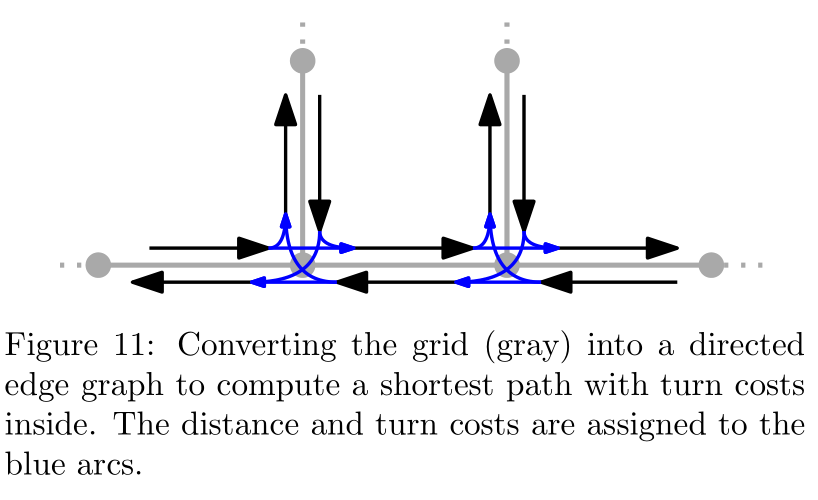 Figure 11: Converting the grid (gray) into a directed
edge graph to compute a shortest path with turn costs
inside. The distance and turn costs are assigned to the
blue arcs.